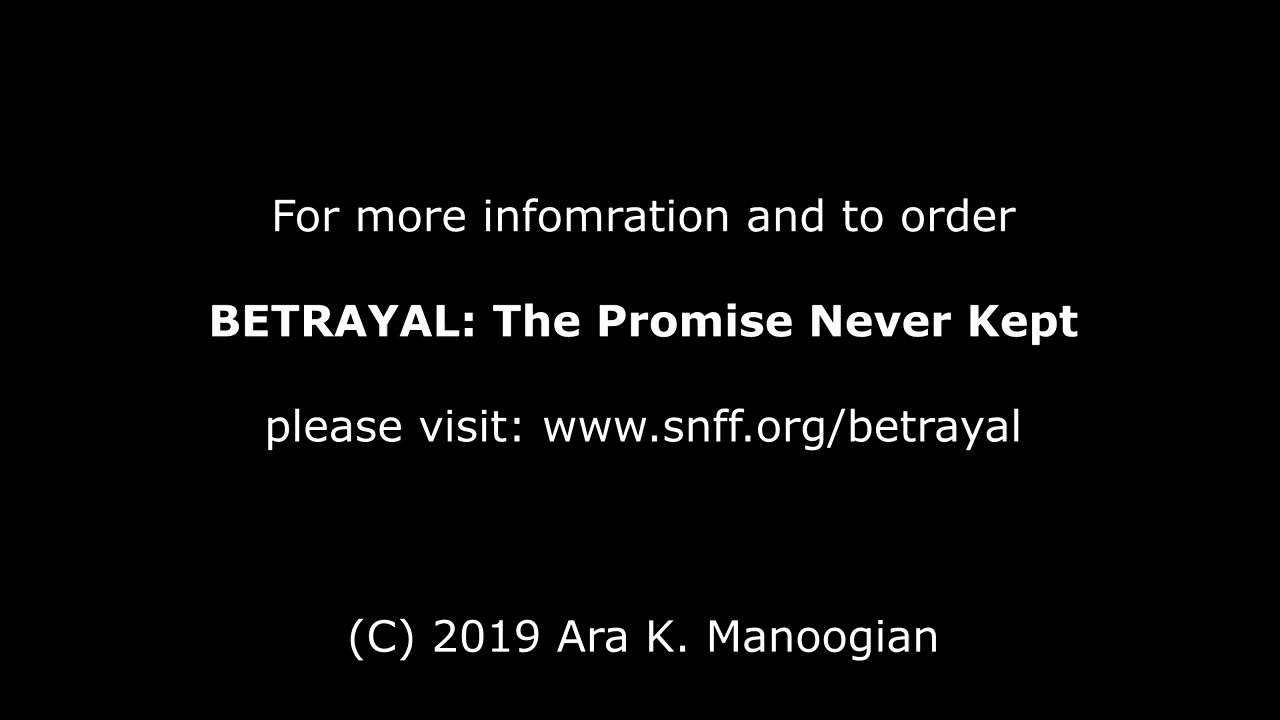 For more infomration and to order
BETRAYAL: The Promise Never Kept
please visit: www.snff.org/betrayal
(C) 2019 Ara K. Manoogian